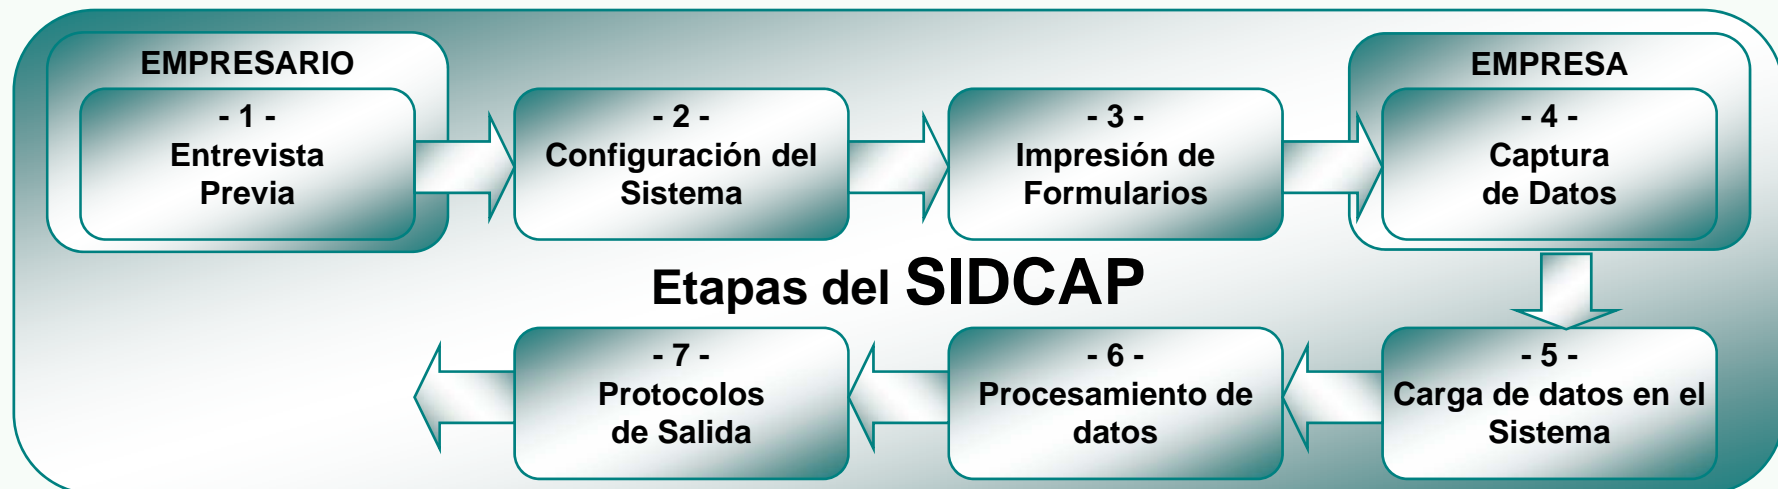 EMPRESARIO
- 1 -
Entrevista
Previa
- 2 -
Configuración del
Sistema
- 3 -
Impresión de
Formularios
EMPRESA
- 4 -
Captura
de Datos
Etapas del SIDCAP
- 5 -
Carga de datos en el
Sistema
- 6 -
Procesamiento de
datos
- 7 -
Protocolos
de Salida